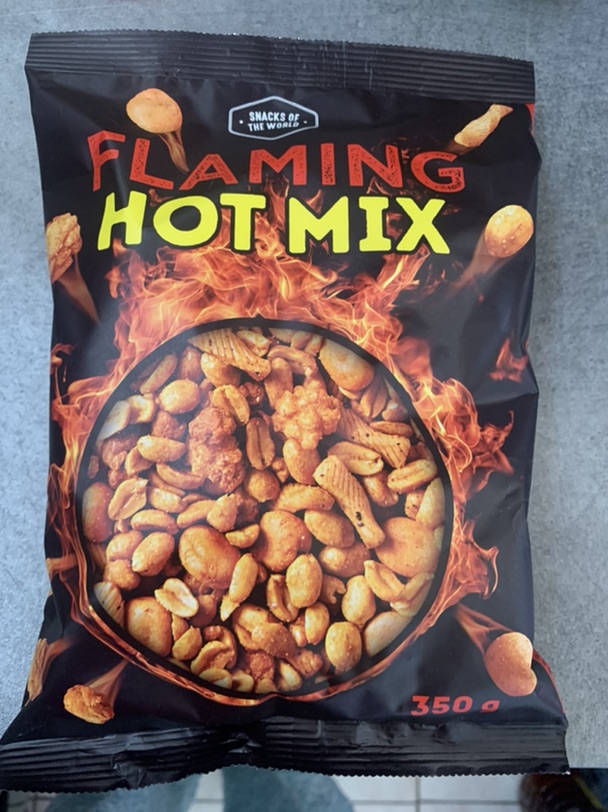 SNACKS OF
THE WORLD
FLAMING
HOT MIX
350 g